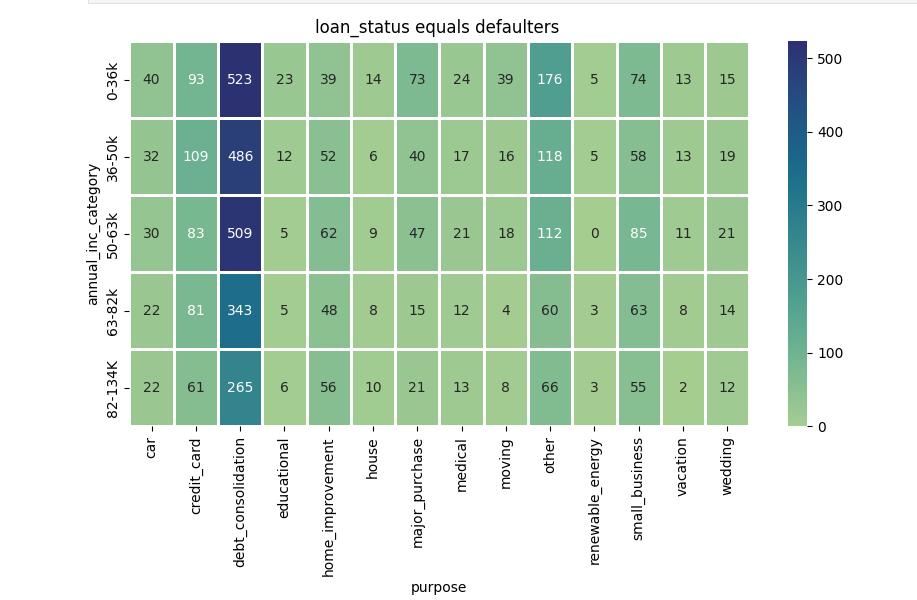 loan_status equals defaulters
annual_inc_category
0-36k 40 93 523 23 39 14 73 24 39 176 5 74 13 15
36-50k 32 109 486 12 52 6 40 17 16 118 5 58 13 19
50-63k 30 83 509 5 62 9 47 21 18 112 0 85 11 21
63-82k 22 81 343 5 48 8 15 12 4 60 3 63 8 14
82-134K 22 61 265 6 56 10 21 13 8 66 3 55 2 12
car credit_card debt_consolidation educational home_improvement house major_purchase medical moving other renewable_energy small_business vacation wedding
purpose
500
400
300
200
100
0